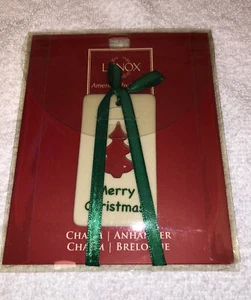 LENOX
Merry
Christmas
CHARM | ANHÄNGER
CHARM | BRELOQUE